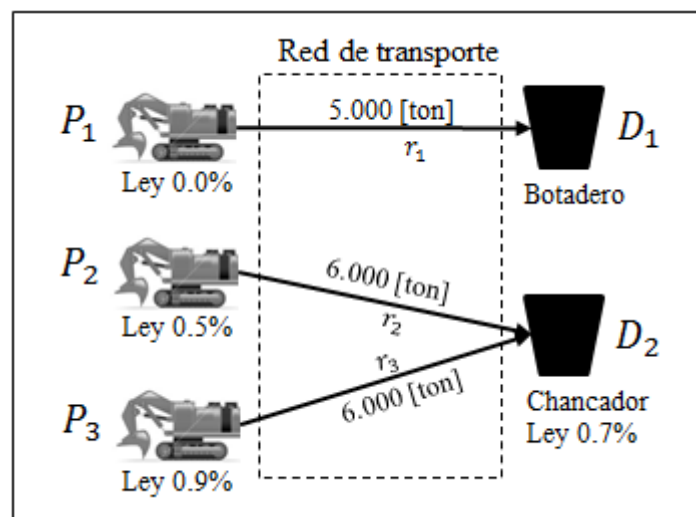 Red de transporte
P₁
5.000 [ton]
r₁
D₁
Ley 0.0%
Botadero
P₂
6.000 [ton]
r₂
Ley 0.5%
D₂
r₃
6.000 [ton]
P₃
Chancador
Ley 0.7%
Ley 0.9%